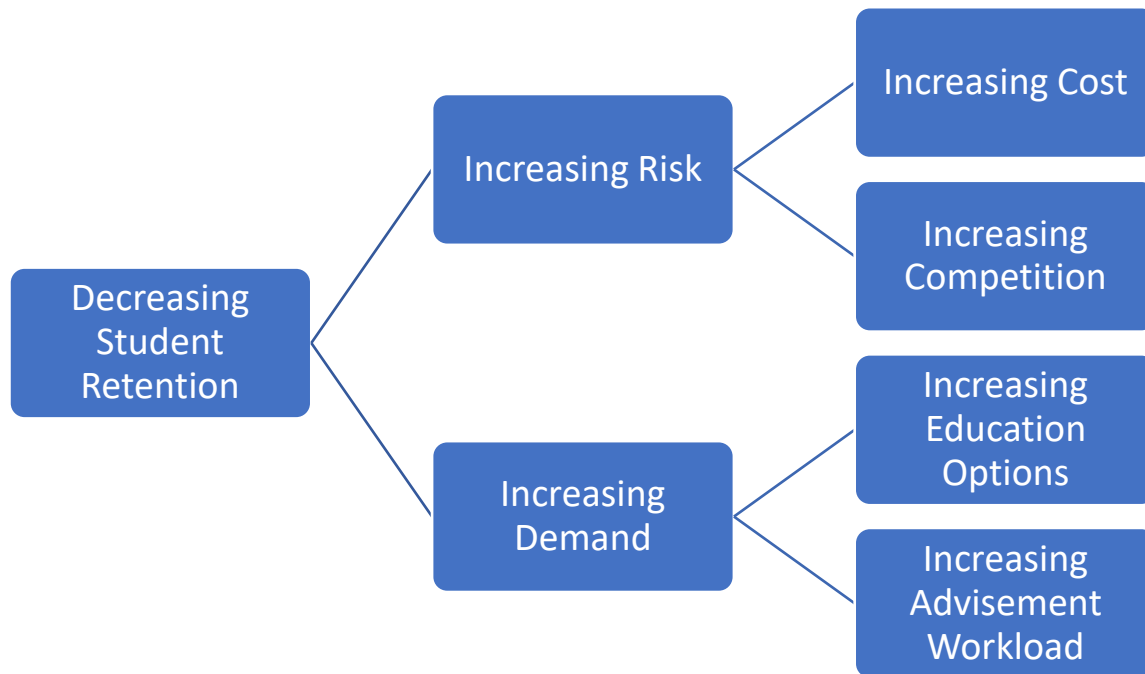 Decreasing
Student
Retention
Increasing Risk
Increasing Cost
Increasing
Competition
Increasing
Demand
Increasing
Education
Options
Increasing
Advisement
Workload